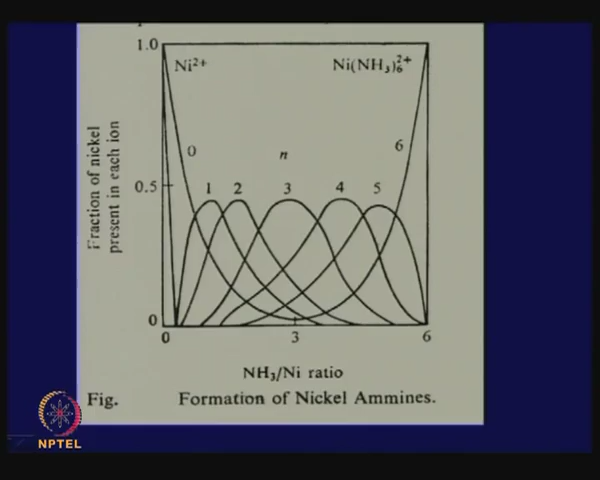 1.0
Ni²⁺
Ni(NH₃)₆²⁺
0
n
6
Fraction of nickel
present in each ion
0.5
1
2
3
4
5
0
0
3
6
NH₃/Ni ratio
Fig. Formation of Nickel Ammines.
NPTEL